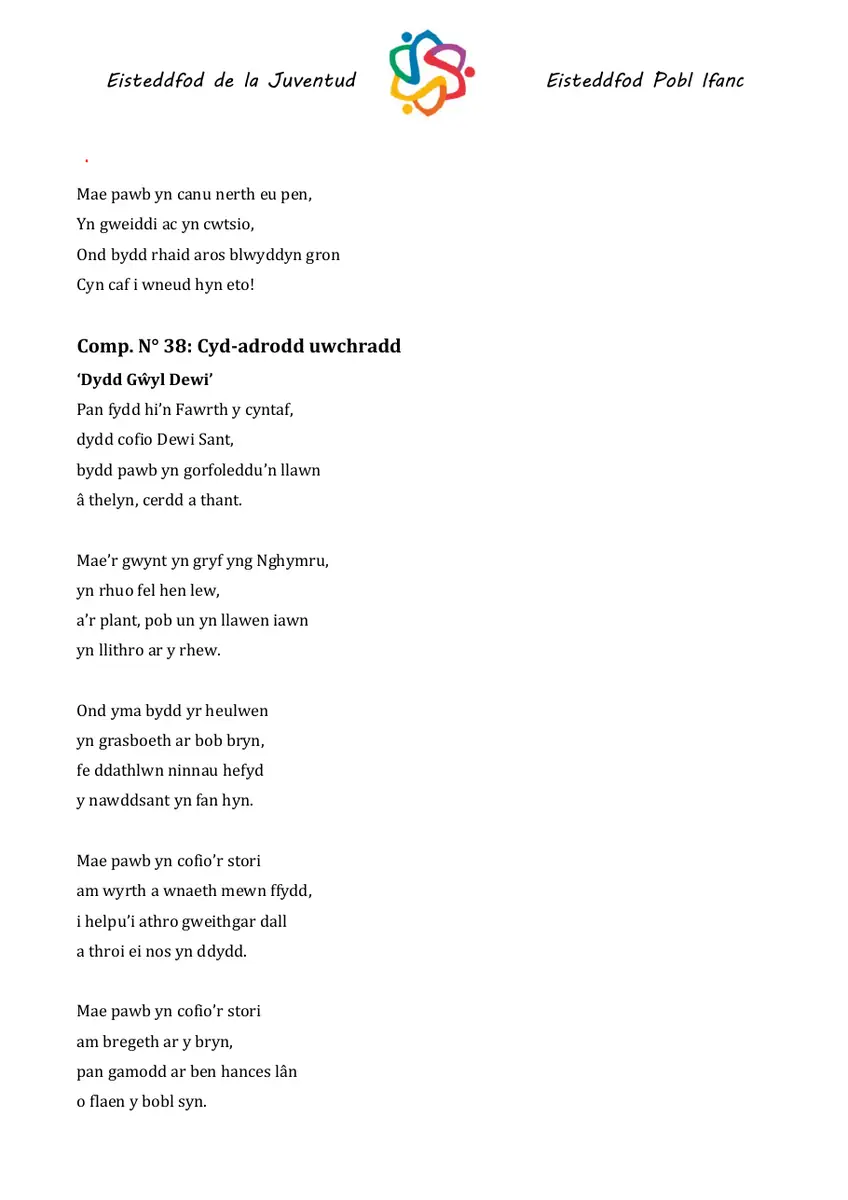 Eisteddfod de la Juventud
Eisteddfod Pobl Ifanc
Mae pawb yn canu nerth eu pen,
Yn gweiddi ac yn cwtsio,
Ond bydd rhaid aros blwyddyn gron
Cyn caf i wneud hyn eto!
Comp. N° 38: Cyd-adrodd uwchradd
‘Dydd Gŵyl Dewi’
Pan fydd hi’n Fawrth y cyntaf,
dydd cofio Dewi Sant,
bydd pawb yn gorfoleddu’n llawn
â thelyn, cerdd a thant.
Mae’r gwynt yn gryf yng Nghymru,
yn rhuo fel hen lew,
a’r plant, pob un yn llawen iawn
yn llithro ar y rhew.
Ond yma bydd yr heulwen
yn grasboeth ar bob bryn,
fe ddathlwn ninnau hefyd
y nawddsant yn fan hyn.
Mae pawb yn cofio’r stori
am wyrth a wnaeth mewn ffydd,
i helpu’i athro gweithgar dall
a throi ei nos yn ddydd.
Mae pawb yn cofio’r stori
am bregeth ar y bryn,
pan gamodd ar ben hances lân
o flaen y bobl syn.